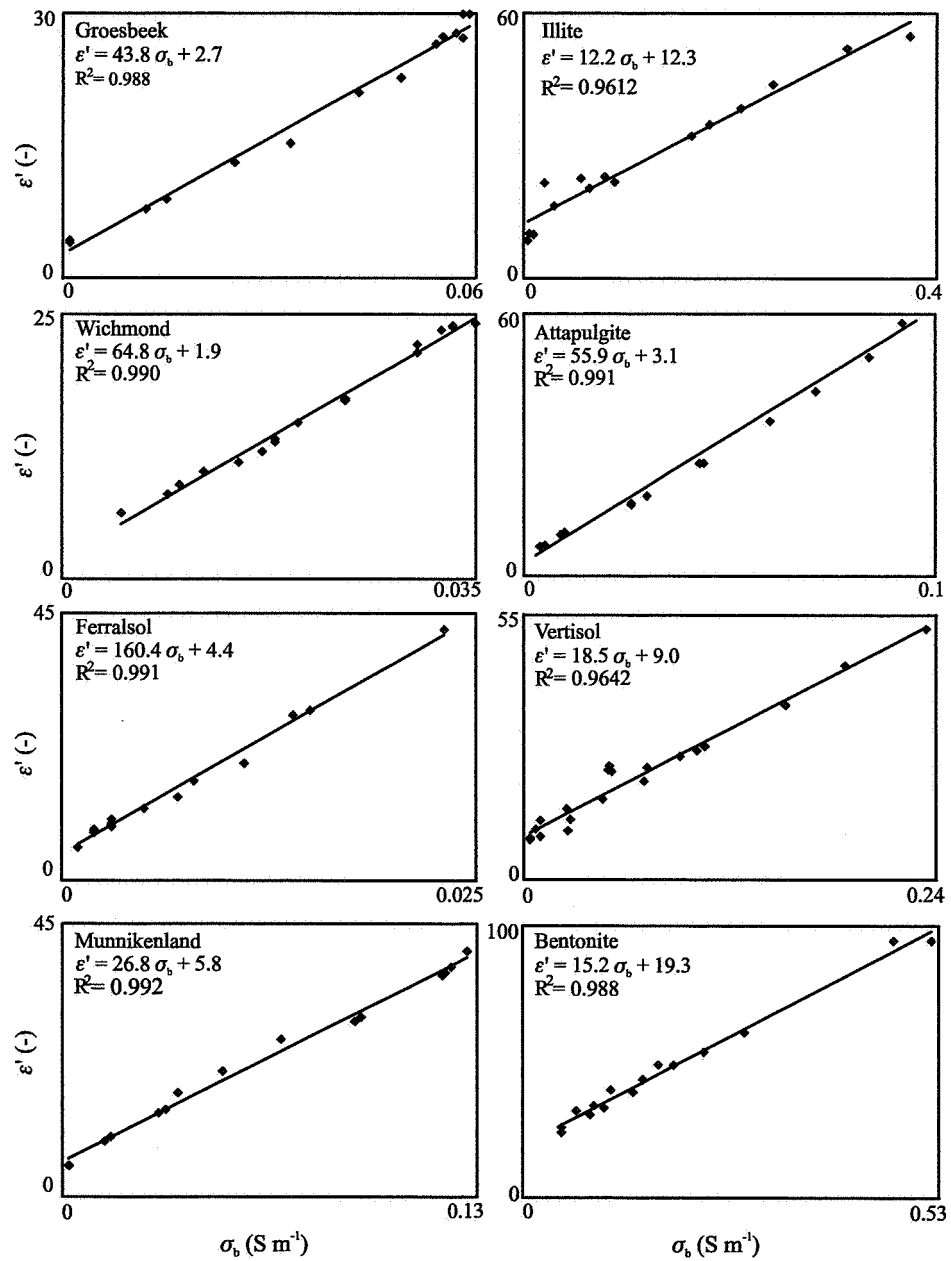 30
Groesbeek
ε' = 43.8 σb + 2.7
R²= 0.988
ε' (-)
0
0
0.06
60
Illite
ε' = 12.2 σb + 12.3
R²= 0.9612
0
0
0.4
25
Wichmond
ε' = 64.8 σb + 1.9
R²= 0.990
ε' (-)
0
0
0.035
60
Attapulgite
ε' = 55.9 σb + 3.1
R²= 0.991
0
0
0.1
45
Ferralsol
ε' = 160.4 σb + 4.4
R²= 0.991
ε' (-)
0
0
0.025
55
Vertisol
ε' = 18.5 σb + 9.0
R²= 0.9642
0
0
0.24
45
Munnikenland
ε' = 26.8 σb + 5.8
R²= 0.992
ε' (-)
0
0
0.13
σb (S m⁻¹)
100
Bentonite
ε' = 15.2 σb + 19.3
R²= 0.988
0
0
0.53
σb (S m⁻¹)